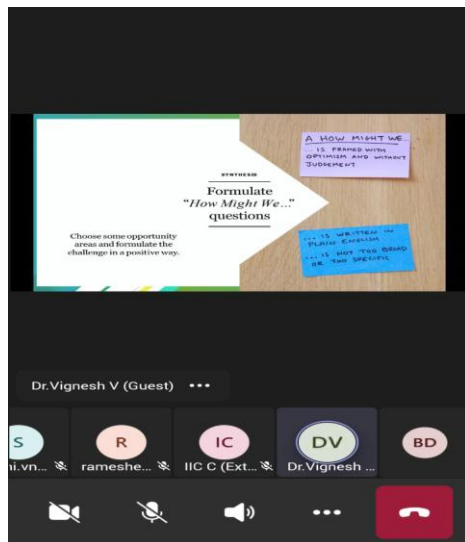 SYNTHESIS
Formulate
"How Might We..."
questions
Choose some opportunity
areas and formulate the
challenge in a positive way.
A HOW MIGHT WE...
... IS FRAMED WITH
OPTIMISM AND WITHOUT
JUDGEMENT
... IS WRITTEN IN
PLAIN ENGLISH
... IS NOT TOO BROAD
OR TOO SPECIFIC
Dr.Vignesh V (Guest) •••
S R IC DV BD
ni.vn... rameshe... IIC C (Ext... Dr.Vignesh ...